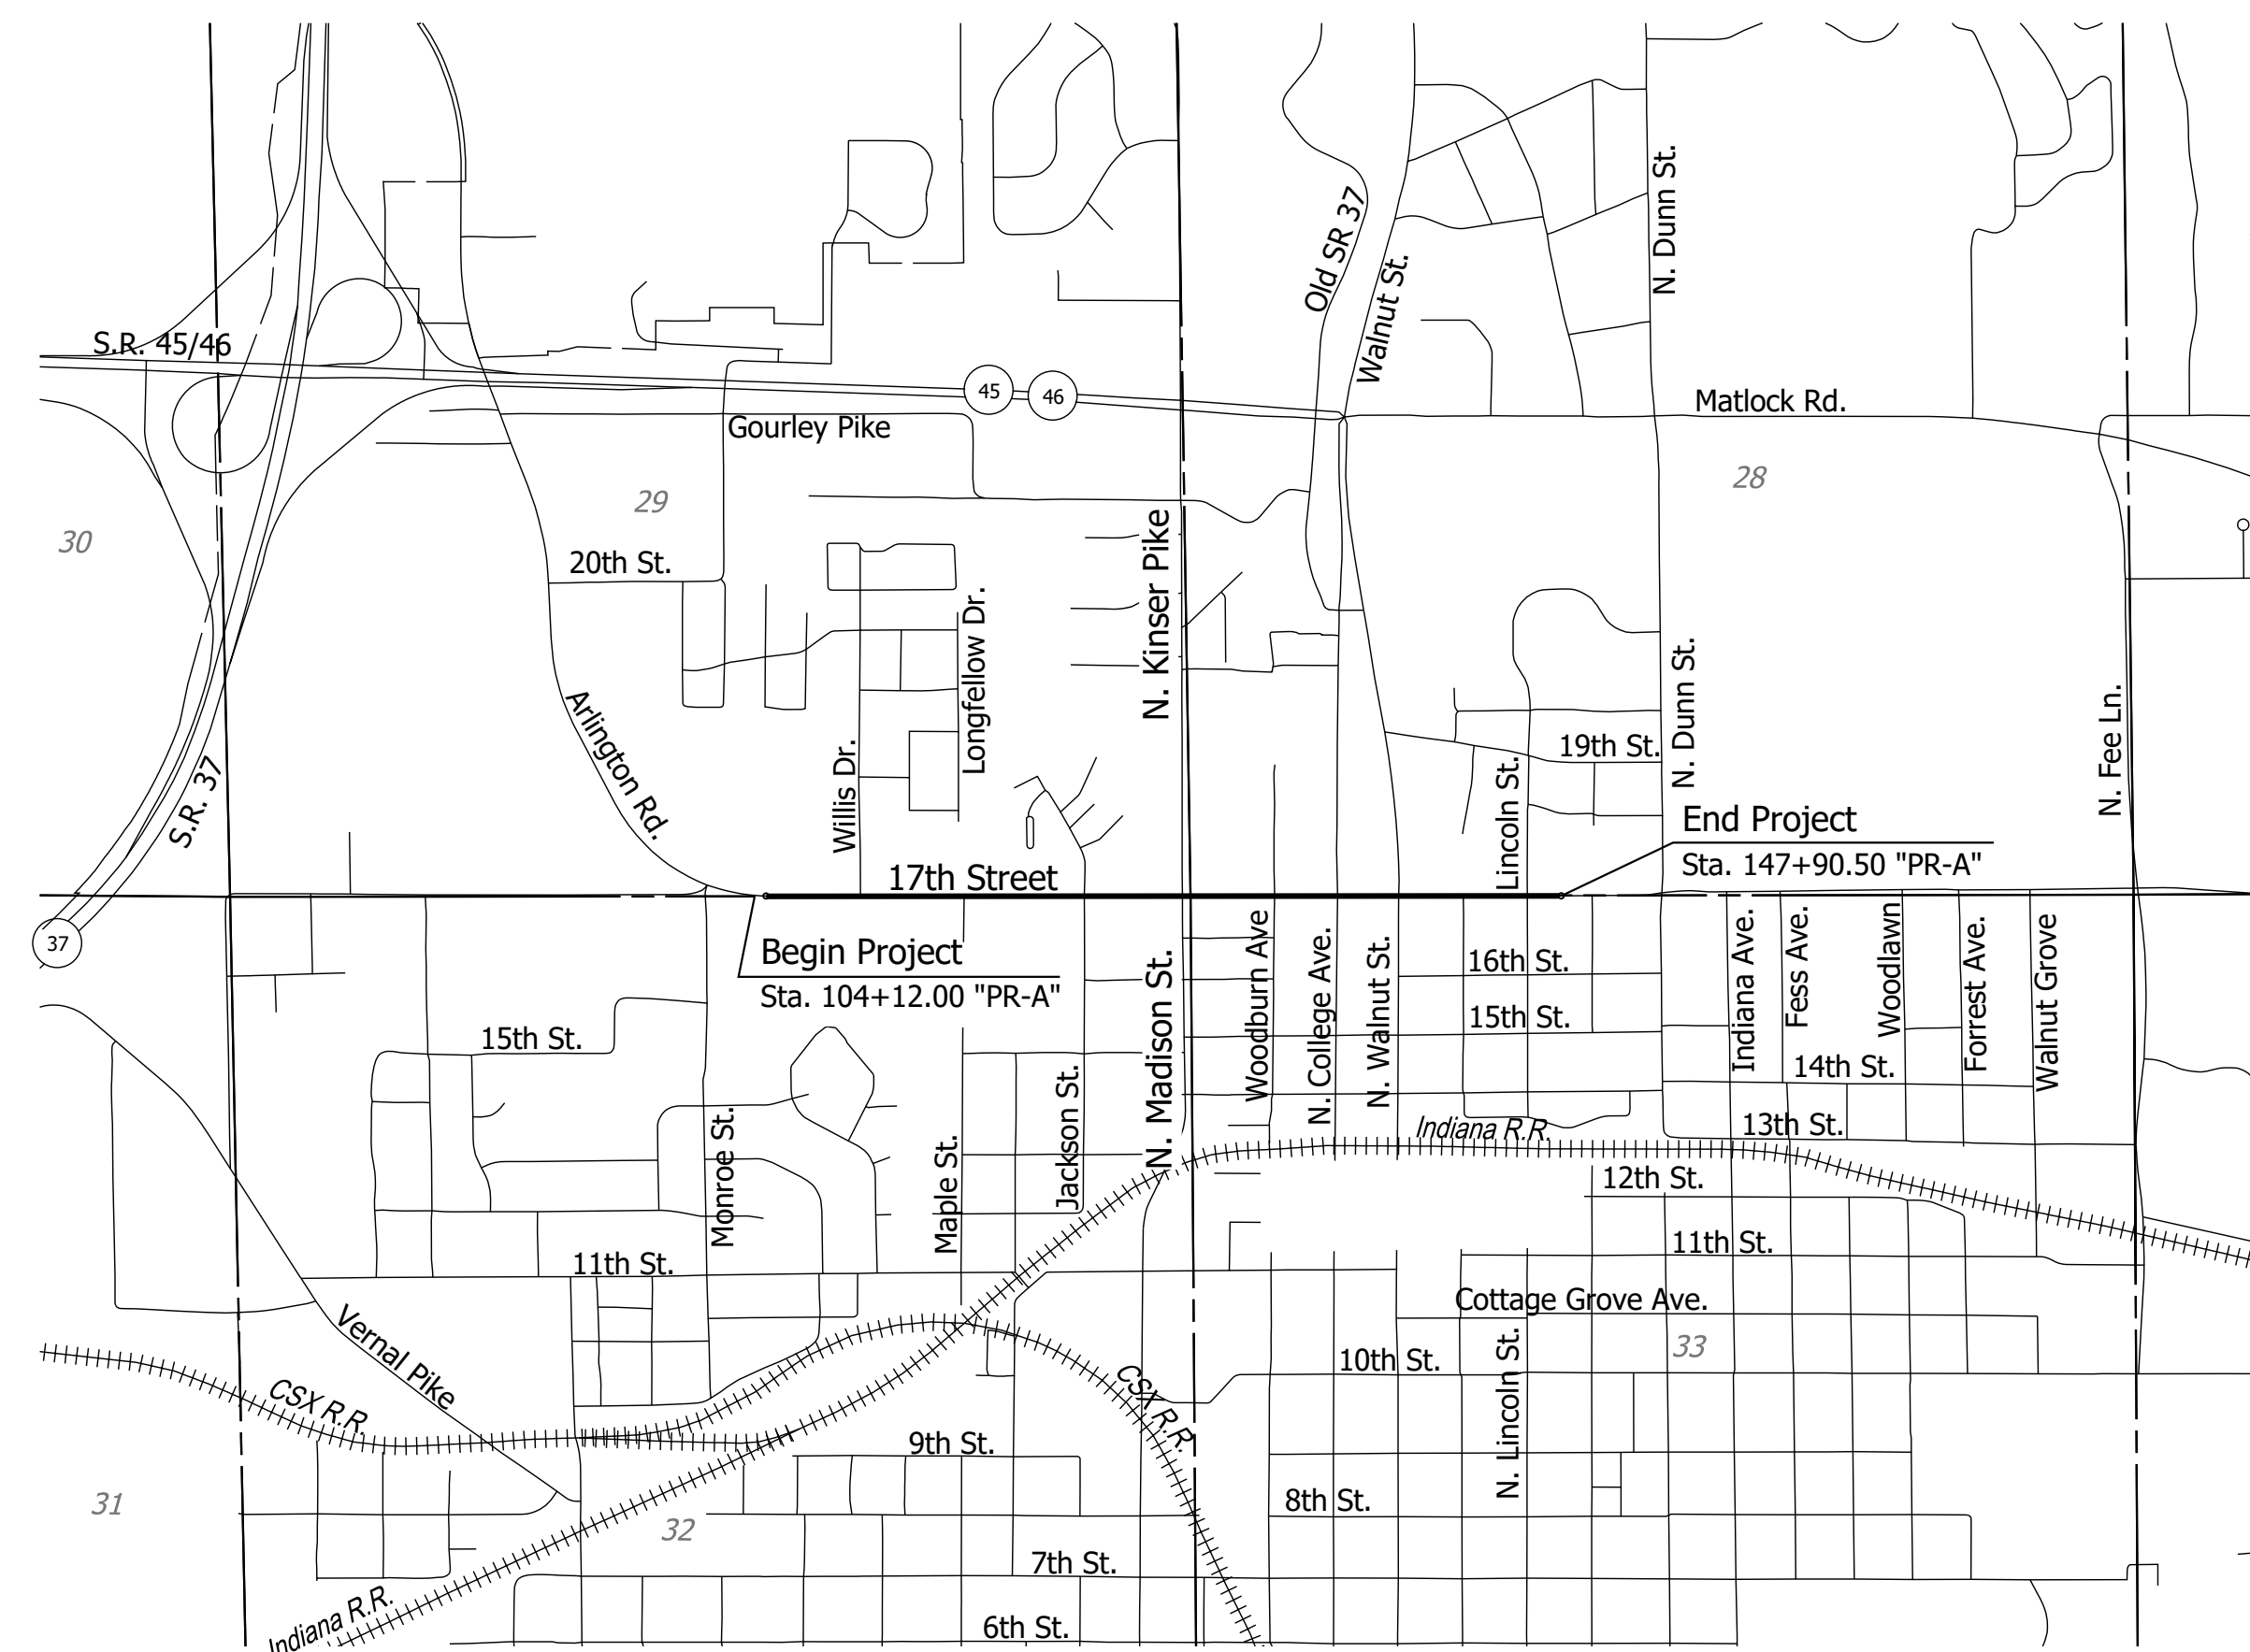 N. Dunn St.
Old SR 37
Walnut St.
S.R. 45/46
45
46
Matlock Rd.
Gourley Pike
28
29
30
20th St.
N. Kinser Pike
Longfellow Dr.
Arlington Rd.
Willis Dr.
S.R. 37
19th St.
N. Dunn St.
Lincoln St.
N. Fee Ln.
End Project
Sta. 147+90.50 "PR-A"
17th Street
37
Begin Project
Sta. 104+12.00 "PR-A"
N. Madison St.
Woodburn Ave
N. College Ave.
N. Walnut St.
16th St.
15th St.
Indiana Ave.
Fess Ave.
Woodlawn
Forrest Ave.
Walnut Grove
15th St.
14th St.
Monroe St.
Maple St.
Jackson St.
13th St.
Indiana R.R.
12th St.
11th St.
11th St.
Cottage Grove Ave.
33
Vernal Pike
10th St.
N. Lincoln St.
CSX R.R.
CSX R.R.
9th St.
8th St.
31
32
7th St.
Indiana R.R.
6th St.